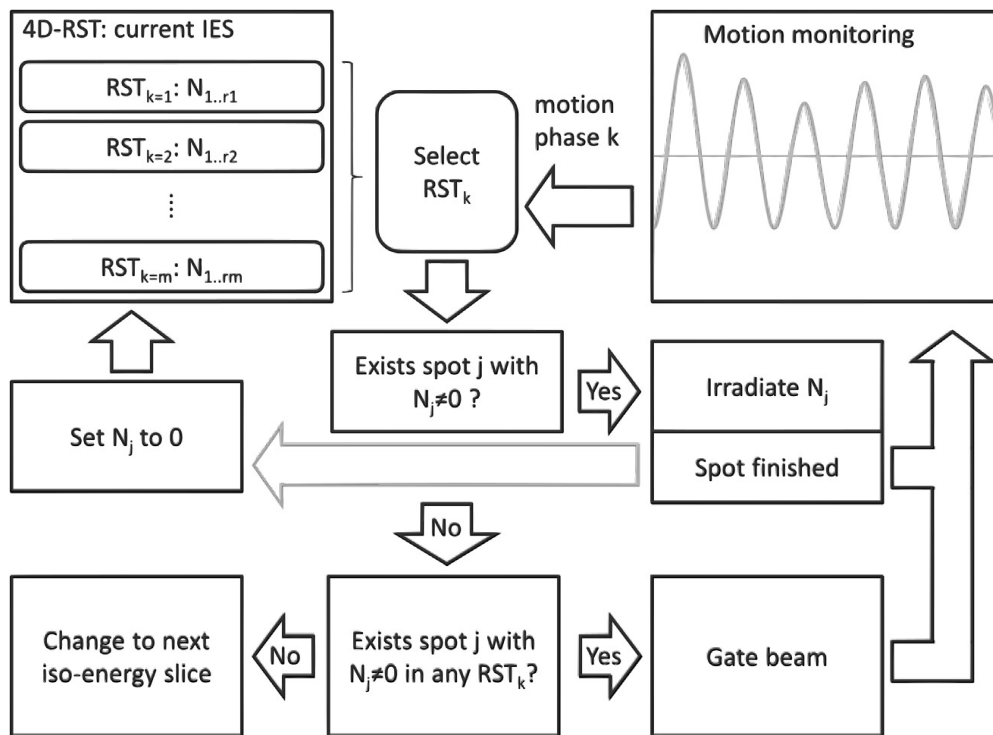 4D-RST: current IES
RSTₖ₌₁: N₁..ᵣ₁
RSTₖ₌₂: N₁..ᵣ₂
⋮
RSTₖ₌ₘ: N₁..ᵣₘ
Select
RSTₖ
motion
phase k
Motion monitoring
Exists spot j with
Nⱼ≠0 ?
Yes
Irradiate Nⱼ
Spot finished
Set Nⱼ to 0
No
Change to next
iso-energy slice
No
Exists spot j with
Nⱼ≠0 in any RSTₖ?
Yes
Gate beam